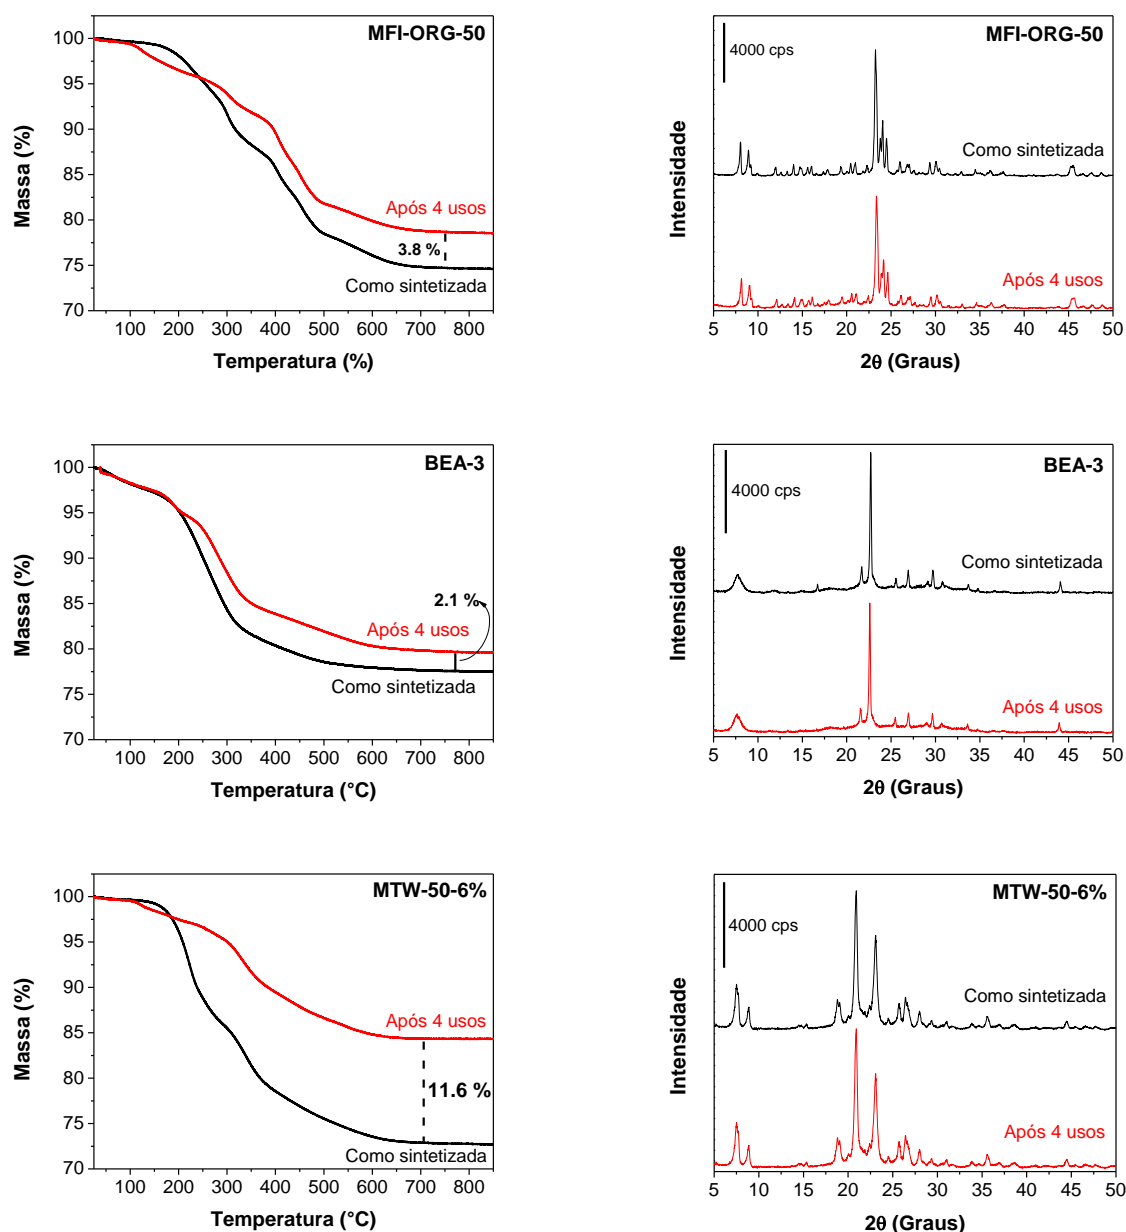 MFI-ORG-50
Massa (%)
100
95
90
85
80
75
70
Após 4 usos
3.8 %
Como sintetizada
100 200 300 400 500 600 700 800
Temperatura (%)
MFI-ORG-50
4000 cps
Intensidade
Como sintetizada
Após 4 usos
5 10 15 20 25 30 35 40 45 50
2θ (Graus)
BEA-3
Massa (%)
100
95
90
85
80
75
70
2.1 %
Após 4 usos
Como sintetizada
100 200 300 400 500 600 700 800
Temperatura (°C)
BEA-3
4000 cps
Intensidade
Como sintetizada
Após 4 usos
5 10 15 20 25 30 35 40 45 50
2θ (Graus)
MTW-50-6%
Massa (%)
100
95
90
85
80
75
70
Após 4 usos
11.6 %
Como sintetizada
100 200 300 400 500 600 700 800
Temperatura (°C)
MTW-50-6%
4000 cps
Intensidade
Como sintetizada
Após 4 usos
5 10 15 20 25 30 35 40 45 50
2θ (Graus)